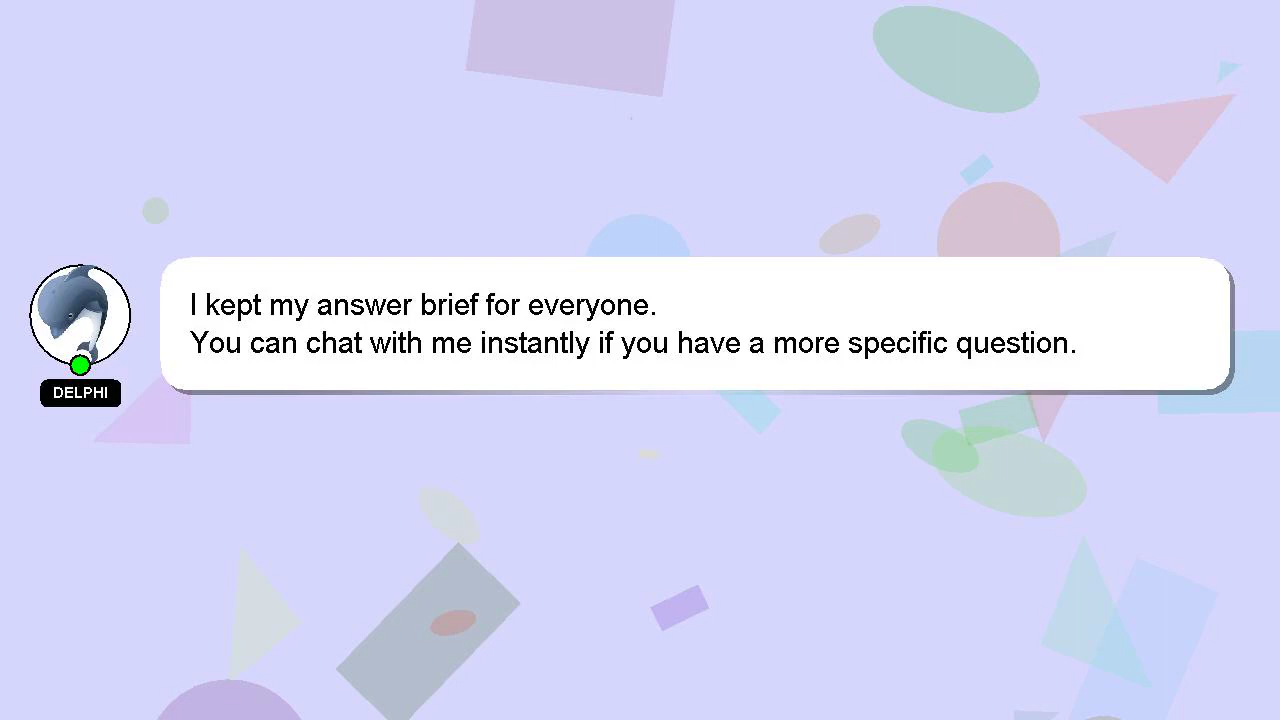 I kept my answer brief for everyone.
You can chat with me instantly if you have a more specific question.
DELPHI